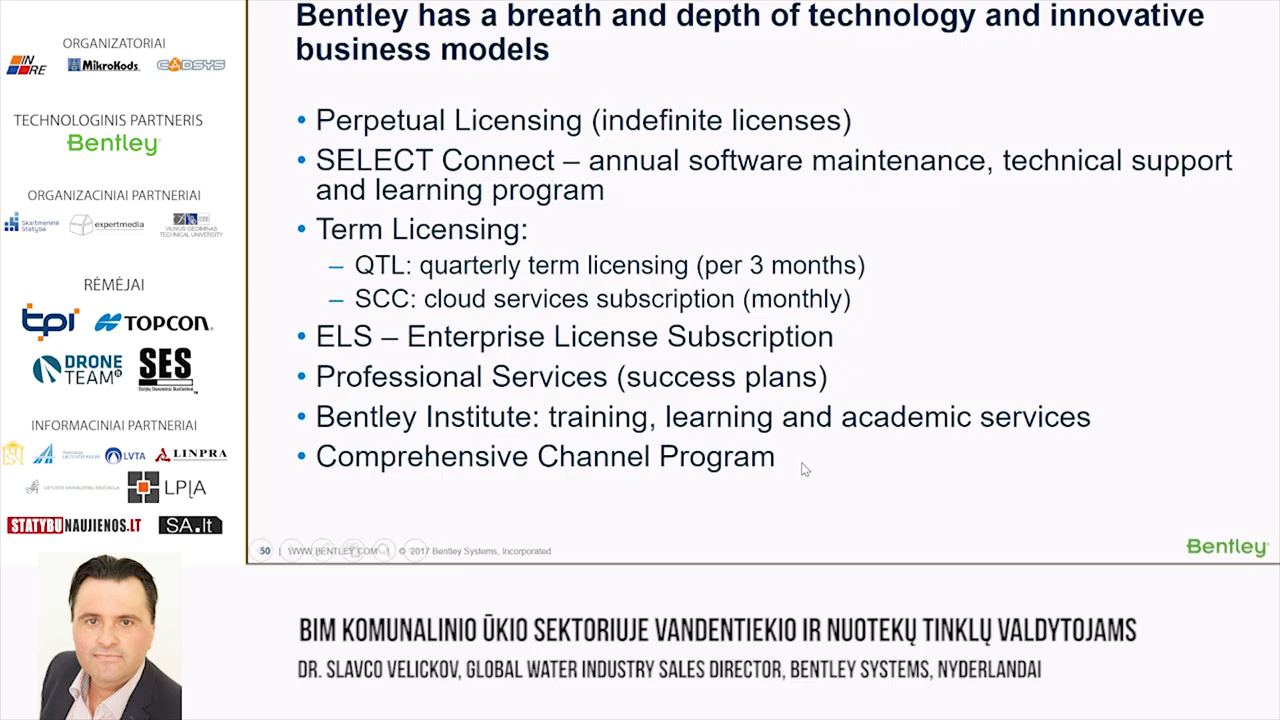 ORGANIZATORIAI
IN RE
MikroKods
CADSYS
TECHNOLOGINIS PARTNERIS
Bentley
ORGANIZACINIAI PARTNERIAI
Skaitmeninė Statyba
expertmedia
VILNIUS GEDIMINAS
TECHNICAL UNIVERSITY
RĖMĖJAI
tpi
TOPCON
DRONE
TEAM
SES
INFORMACINIAI PARTNERIAI
LVTA
LINPRA
LP|A
STATYBUNAUJIENOS.LT
SA.lt
Bentley has a breath and depth of technology and innovative
business models
• Perpetual Licensing (indefinite licenses)
• SELECT Connect – annual software maintenance, technical support
and learning program
• Term Licensing:
– QTL: quarterly term licensing (per 3 months)
– SCC: cloud services subscription (monthly)
• ELS – Enterprise License Subscription
• Professional Services (success plans)
• Bentley Institute: training, learning and academic services
• Comprehensive Channel Program
50 | WWW.BENTLEY.COM | © 2017 Bentley Systems, Incorporated
Bentley
BIM KOMUNALINIO ŪKIO SEKTORIUJE VANDENTIEKIO IR NUOTEKŲ TINKLŲ VALDYTOJAMS
DR. SLAVCO VELICKOV, GLOBAL WATER INDUSTRY SALES DIRECTOR, BENTLEY SYSTEMS, NYDERLANDAI